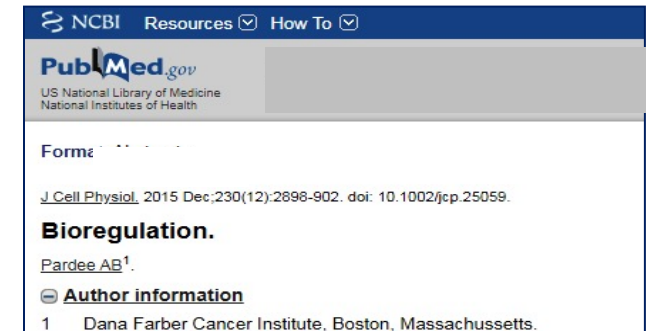 NCBI Resources How To
PubMed.gov
US National Library of Medicine
National Institutes of Health
J Cell Physiol. 2015 Dec;230(12):2898-902. doi: 10.1002/jcp.25059.
Bioregulation.
Pardee AB1.
Author information
1 Dana Farber Cancer Institute, Boston, Massachussetts.